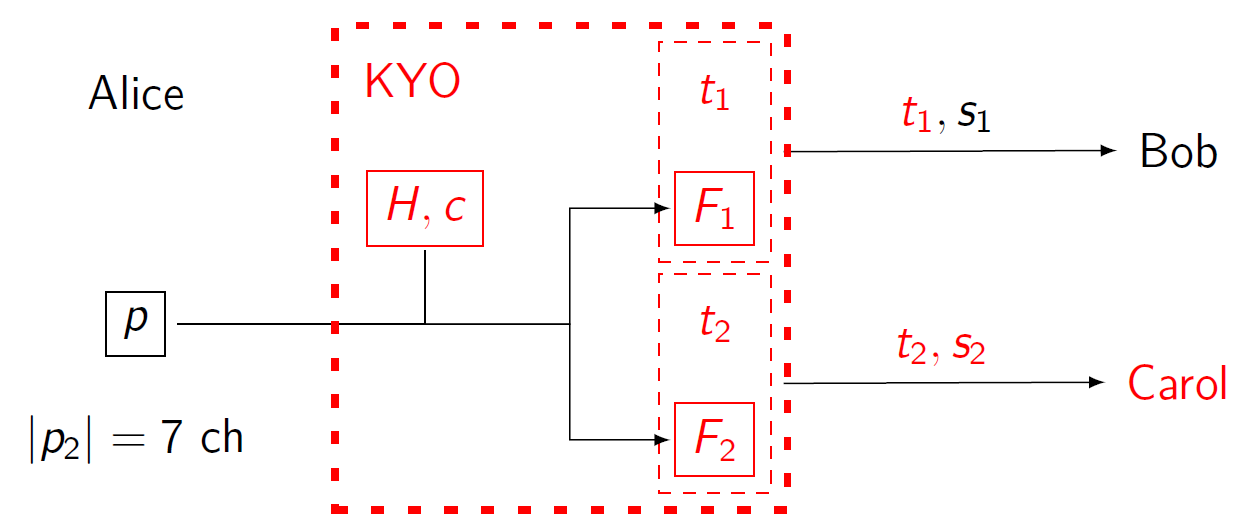 Alice
KYO
t₁
t₁, s₁
Bob
H, c
F₁
p
t₂
t₂, s₂
Carol
|p₂| = 7 ch
F₂